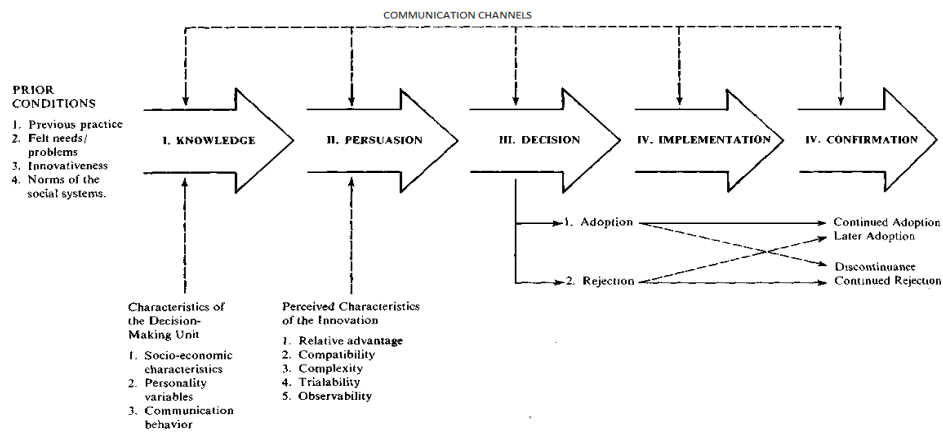 COMMUNICATION CHANNELS
PRIOR
CONDITIONS
1. Previous practice
2. Felt needs/
problems
3. Innovativeness
4. Norms of the
social systems.
I. KNOWLEDGE
II. PERSUASION
III. DECISION
IV. IMPLEMENTATION
IV. CONFIRMATION
1. Adoption
2. Rejection
Continued Adoption
Later Adoption
Discontinuance
Continued Rejection
Characteristics of
the Decision-
Making Unit
1. Socio-economic
characteristics
2. Personality
variables
3. Communication
behavior
Perceived Characteristics
of the Innovation
1. Relative advantage
2. Compatibility
3. Complexity
4. Trialability
5. Observability